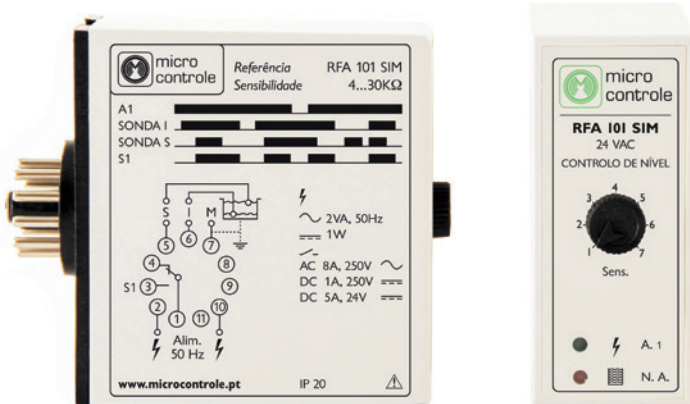 micro
controle
Referência RFA 101 SIM
Sensibilidade 4...30KΩ
A1
SONDA I
SONDA S
S1
S I M
5 6 7
4 8
S1 3 9
2 1 11 10
Alim.
50 Hz
2VA, 50Hz
1W
AC 8A, 250V
DC 1A, 250V
DC 5A, 24V
www.microcontrole.pt IP 20
micro
controle
RFA 101 SIM
24 VAC
CONTROLO DE NÍVEL
4
3 5
2 6
1 7
Sens.
A. 1
N. A.